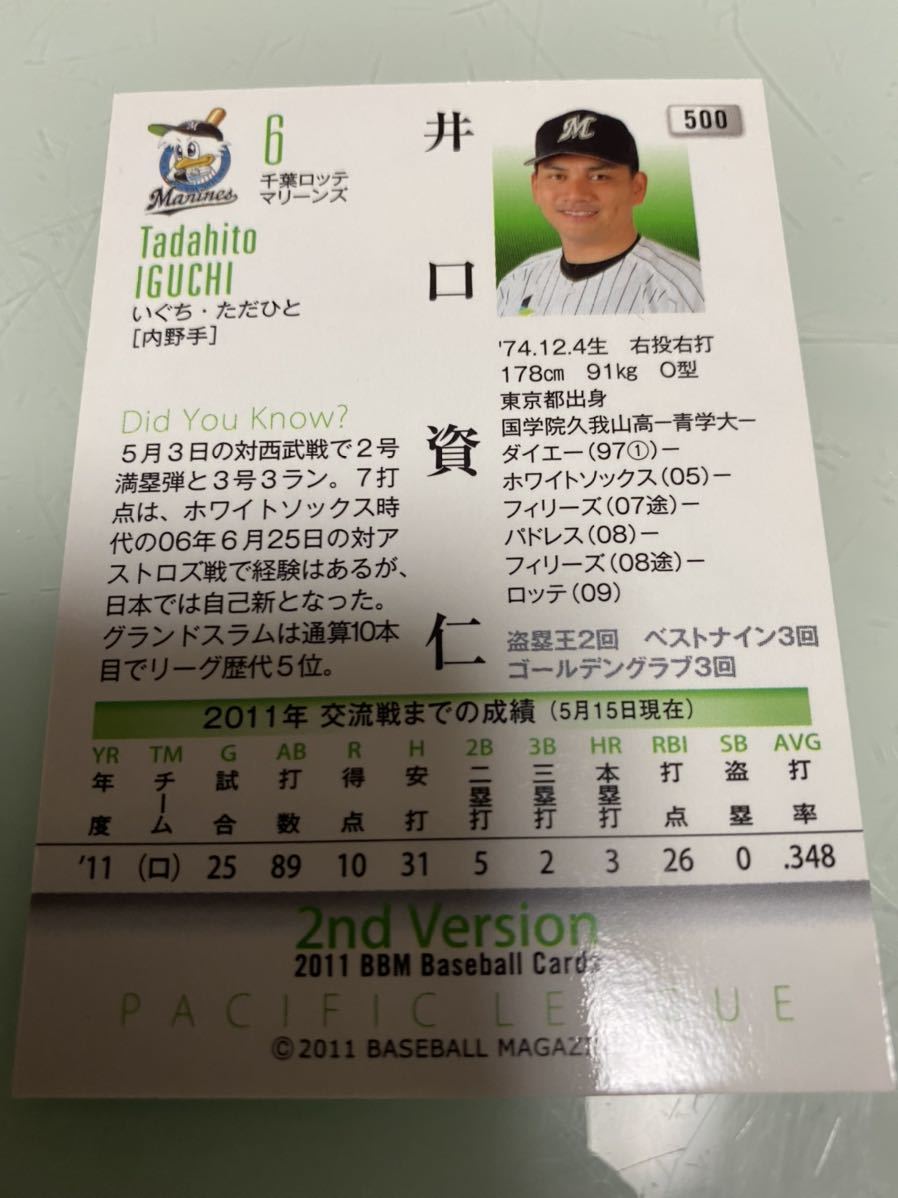 M
Marines
6
千葉ロッテ
マリーンズ
Tadahito
IGUCHI
いぐち・ただひと
[内野手]
井口資仁
M
500
'74.12.4生 右投右打
178㎝ 91㎏ O型
東京都出身
国学院久我山高ー青学大ー
ダイエー(97①)ー
ホワイトソックス(05)ー
フィリーズ(07途)ー
パドレス(08)ー
フィリーズ(08途)ー
ロッテ(09)
盗塁王2回 ベストナイン3回
ゴールデングラブ3回
Did You Know?
5月3日の対西武戦で2号
満塁弾と3号3ラン。7打
点は、ホワイトソックス時
代の06年6月25日の対ア
ストロズ戦で経験はあるが、
日本では自己新となった。
グランドスラムは通算10本
目でリーグ歴代5位。
2011年 交流戦までの成績 (5月15日現在)
YR TM G AB R H 2B 3B HR RBI SB AVG
年度 チーム 試合 打数 得点 安打 二塁打 三塁打 本塁打 打点 盗塁 打率
'11 (ロ) 25 89 10 31 5 2 3 26 0 .348
2nd Version
2011 BBM Baseball Cards
PACIFIC LEAGUE
©2011 BASEBALL MAGAZI